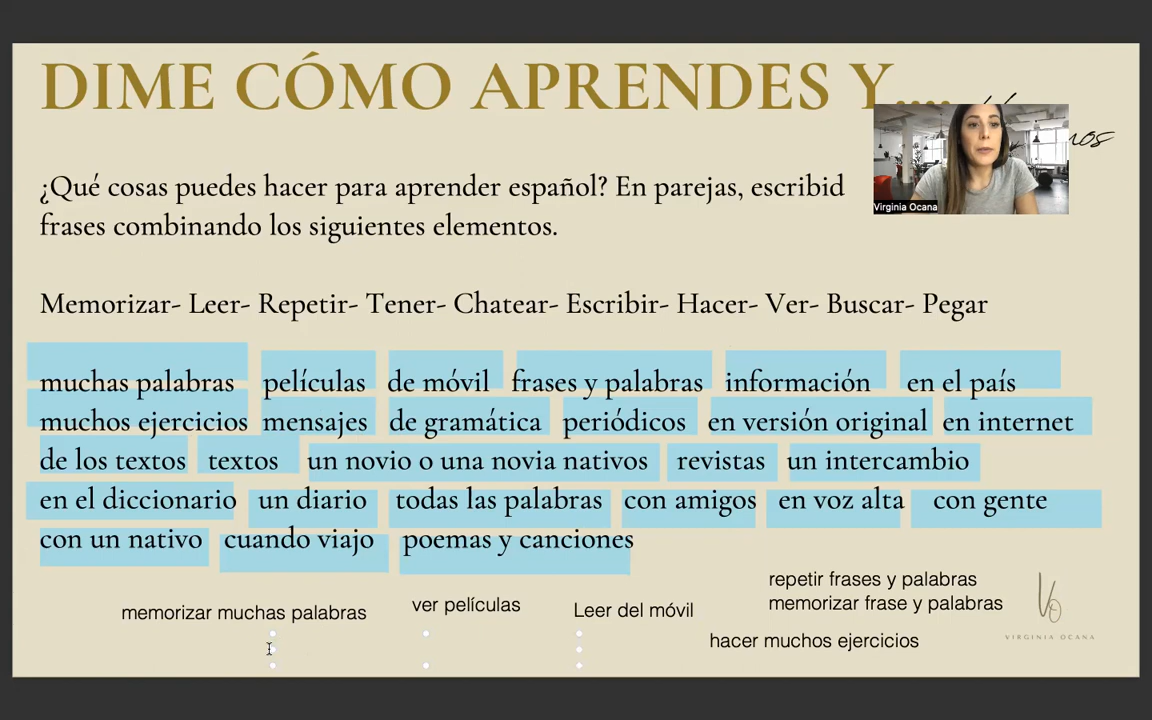 DIME CÓMO APRENDES Y....
¿Qué cosas puedes hacer para aprender español? En parejas, escribid
frases combinando los siguientes elementos.
Virginia Ocana
Memorizar- Leer- Repetir- Tener- Chatear- Escribir- Hacer- Ver- Buscar- Pegar
muchas palabras películas de móvil frases y palabras información en el país
muchos ejercicios mensajes de gramática periódicos en versión original en internet
de los textos textos un novio o una novia nativos revistas un intercambio
en el diccionario un diario todas las palabras con amigos en voz alta con gente
con un nativo cuando viajo poemas y canciones
repetir frases y palabras
memorizar frase y palabras
memorizar muchas palabras ver películas Leer del móvil
hacer muchos ejercicios
VIRGINIA OCANA